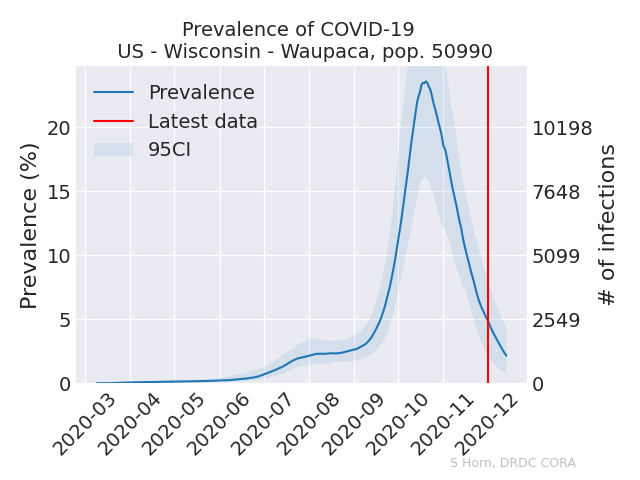 Prevalence of COVID-19
US - Wisconsin - Waupaca, pop. 50990
Prevalence
Latest data
95CI
Prevalence (%)
20
15
10
5
0
10198
7648
5099
2549
0
# of infections
2020-03
2020-04
2020-05
2020-06
2020-07
2020-08
2020-09
2020-10
2020-11
2020-12
S Horn, DRDC CORA